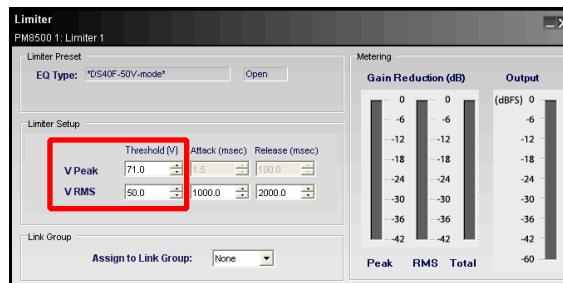 Limiter
PM8500 1: Limiter 1
Limiter Preset
EQ Type: *DS40F-50V-mode* Open
Limiter Setup
Threshold (V) Attack (msec) Release (msec)
V Peak 71.0 1.5 100.0
V RMS 50.0 1000.0 2000.0
Link Group
Assign to Link Group: None
Metering
Gain Reduction (dB) Output
0 0 (dBFS) 0
-6 -6 -6
-12 -12 -12
-18 -18 -18
-24 -24 -24
-30 -30 -30
-36 -36 -36
-42 -42 -42
-60
Peak RMS Total